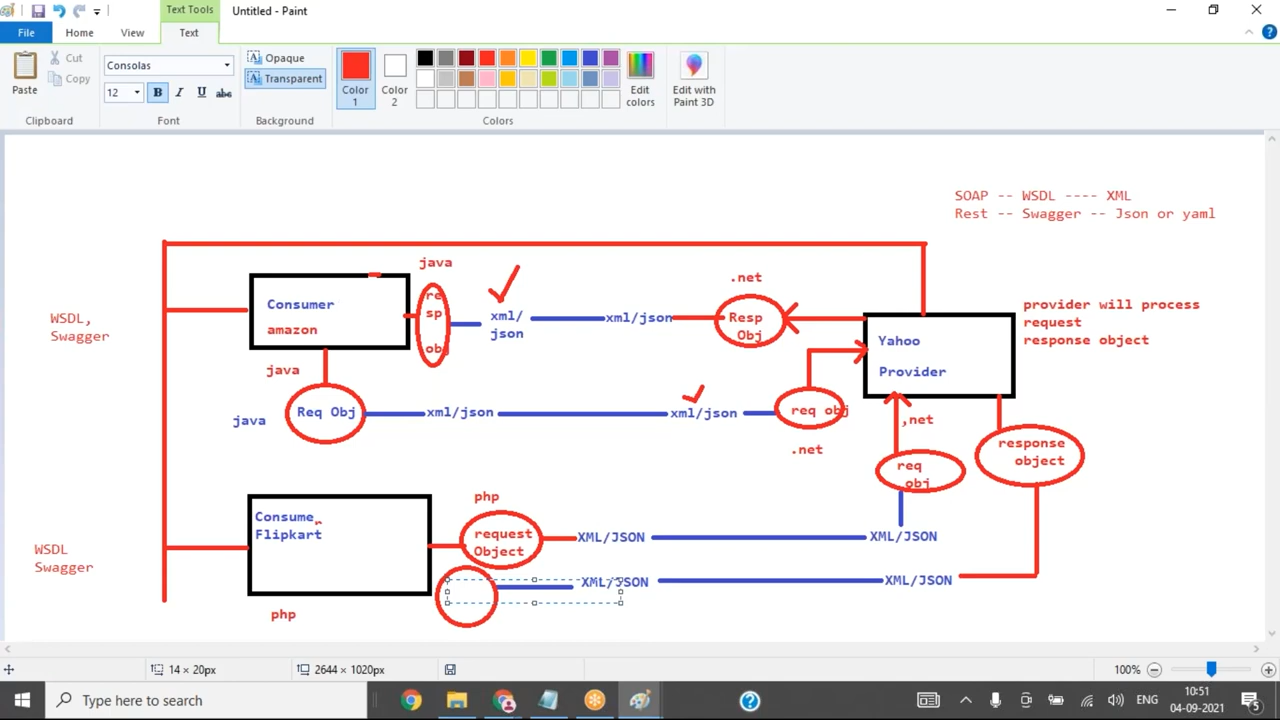 Text Tools
Untitled - Paint
File
Home
View
Text
Paste
Cut
Copy
Clipboard
Consolas
12
B
I
U
abc
Font
Opaque
Transparent
Background
Color
1
Color
2
Edit
colors
Colors
Edit with
Paint 3D
SOAP -- WSDL ---- XML
Rest -- Swagger -- Json or yaml
WSDL,
Swagger
Consumer
amazon
java
re
sp
obj
xml/
json
xml/json
.net
Resp
Obj
Yahoo
Provider
provider will process
request
response object
java
java
Req Obj
xml/json
xml/json
req obj
.net
,net
req
obj
response
object
WSDL
Swagger
Consume
Flipkart
php
php
request
Object
XML/JSON
XML/JSON
XML/JSON
XML/JSON
14 × 20px
2644 × 1020px
100%
Type here to search
ENG
10:51
04-09-2021
5